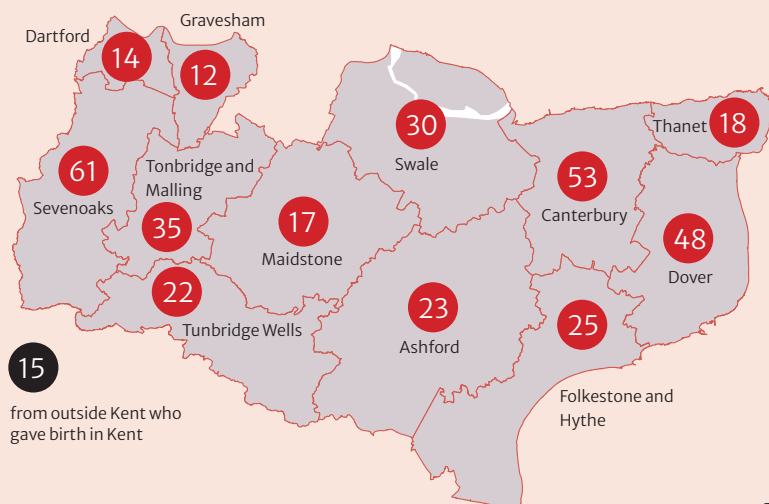 Gravesham
Dartford
14
12
30
Swale
Thanet 18
61
Sevenoaks
Tonbridge and
Malling
35
17
Maidstone
53
Canterbury
48
Dover
22
Tunbridge Wells
23
Ashford
25
Folkestone and
Hythe
15
from outside Kent who
gave birth in Kent